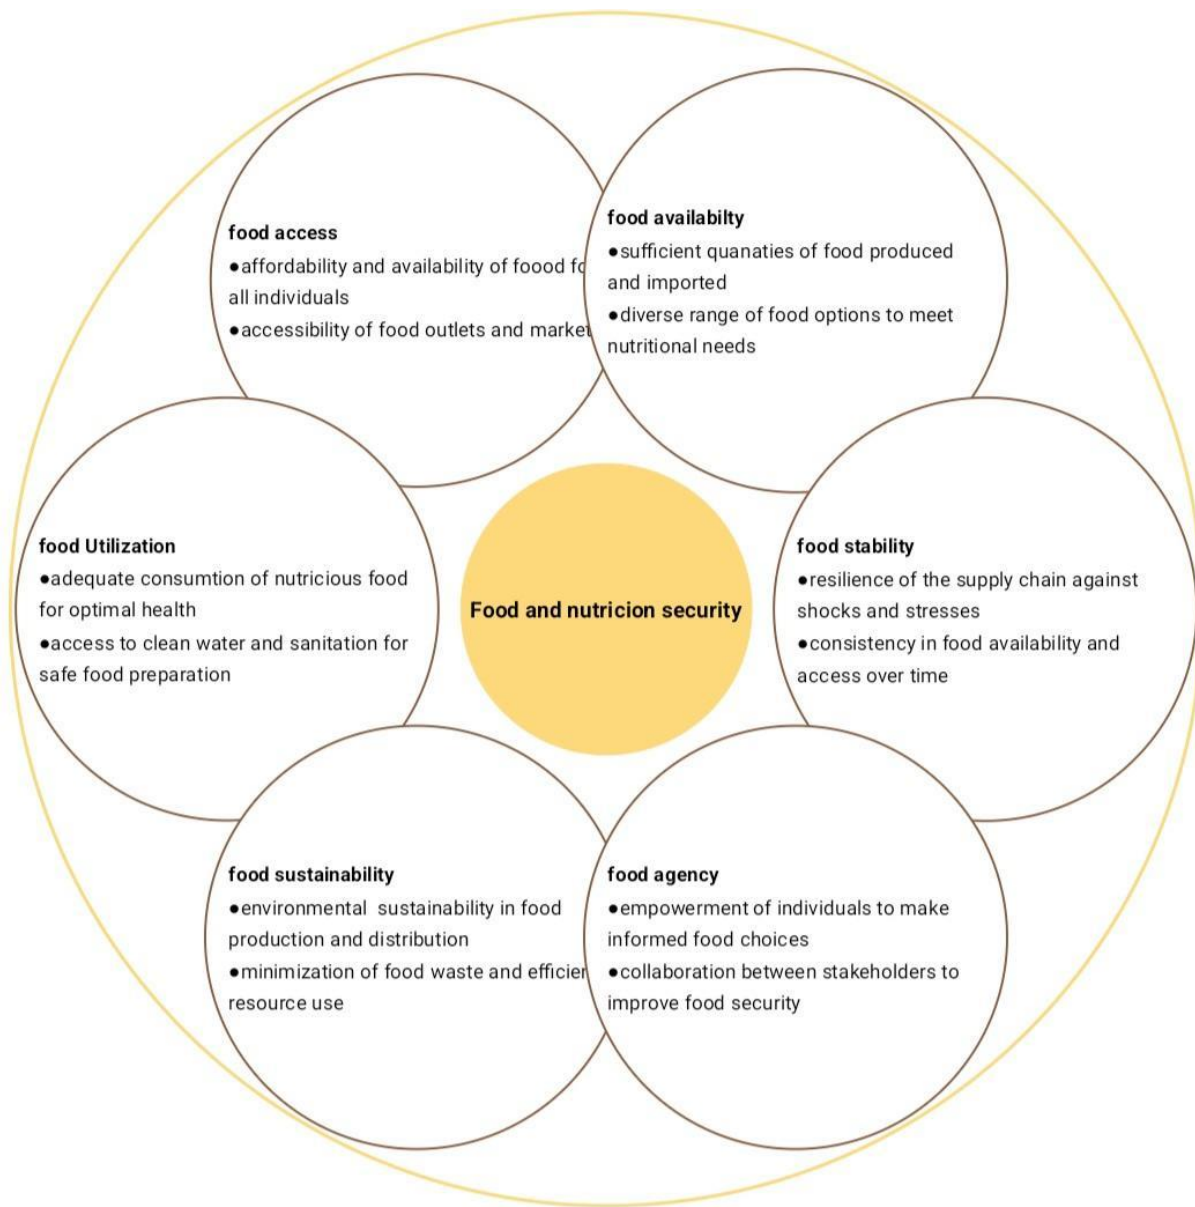 food access
●affordability and availability of foood fo
all individuals
●accessibility of food outlets and market
food availabilty
●sufficient quanaties of food produced
and imported
●diverse range of food options to meet
nutritional needs
food Utilization
●adequate consumtion of nutricious food
for optimal health
●access to clean water and sanitation for
safe food preparation
Food and nutricion security
food stability
●resilience of the supply chain against
shocks and stresses
●consistency in food availability and
access over time
food sustainability
●environmental  sustainability in food
production and distribution
●minimization of food waste and efficien
resource use
food agency
●empowerment of individuals to make
informed food choices
●collaboration between stakeholders to
improve food security